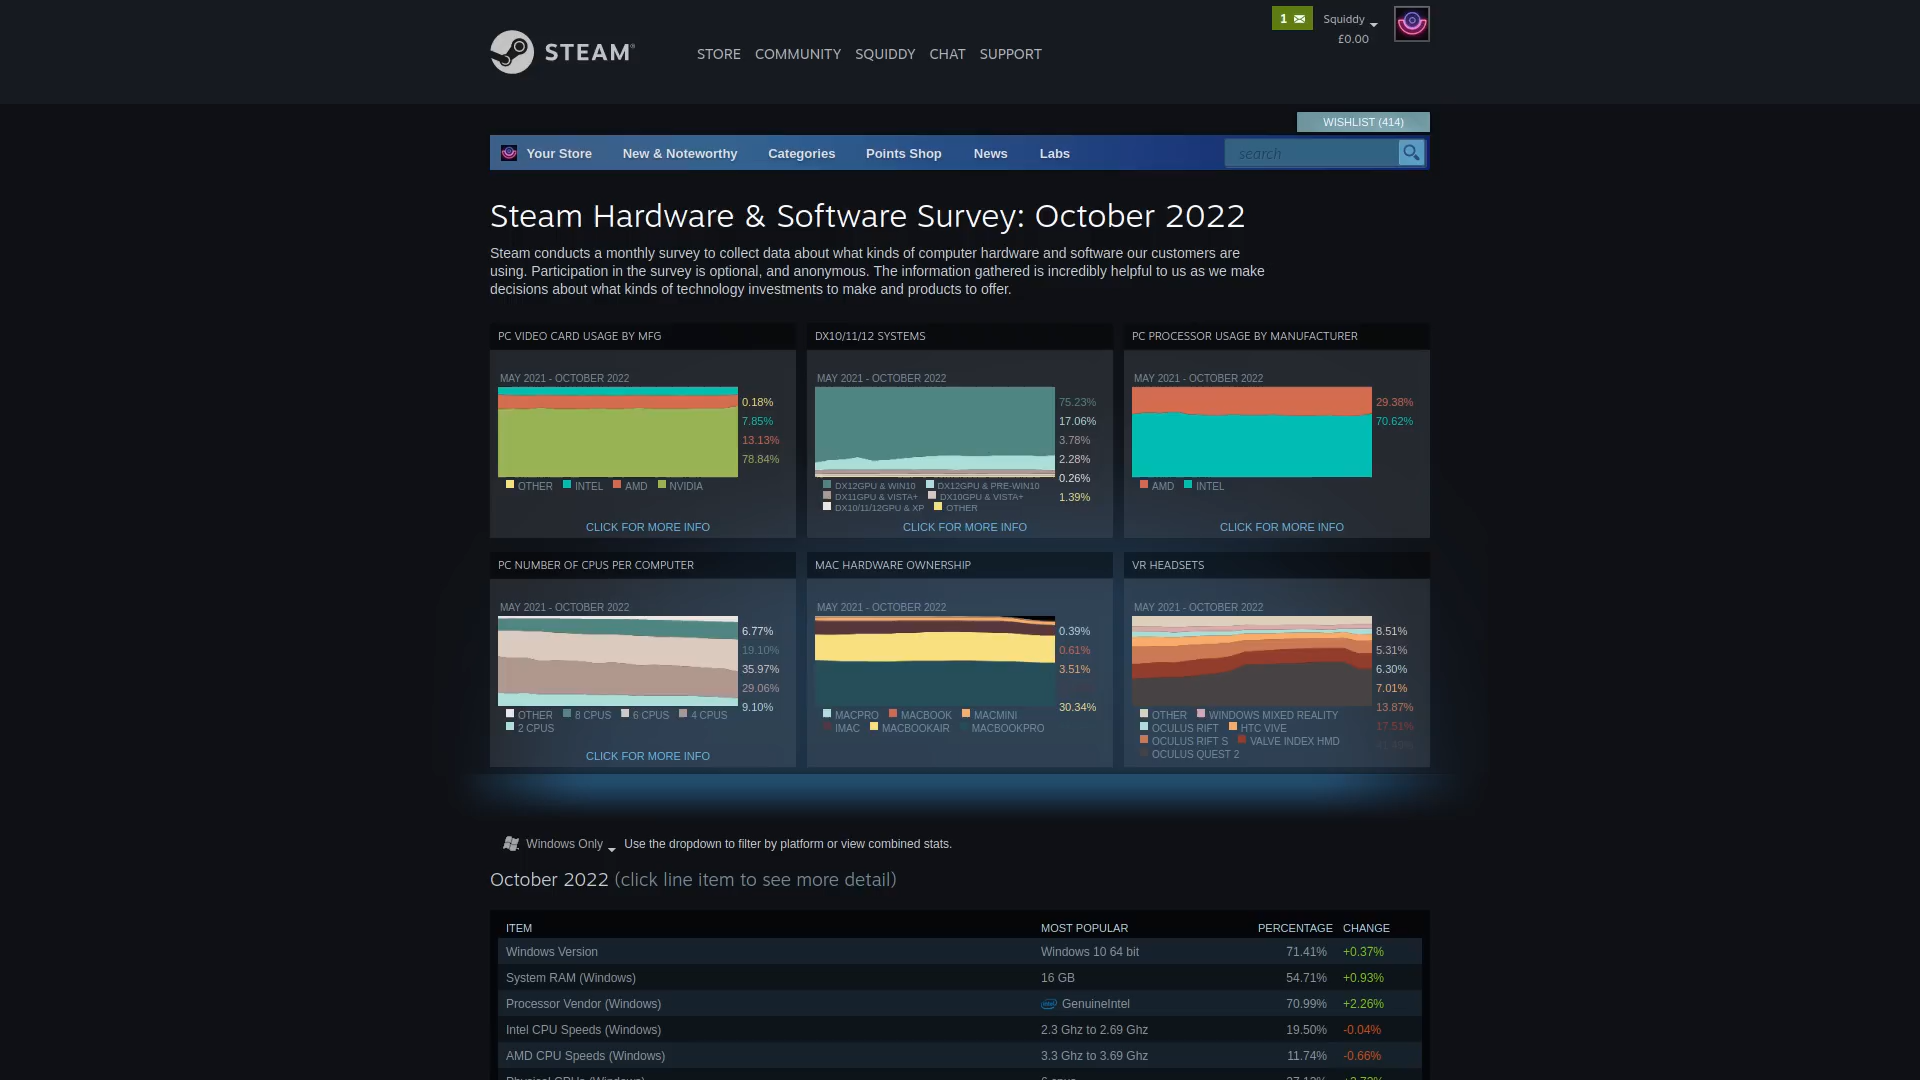 STEAM
STORE COMMUNITY SQUIDDY CHAT SUPPORT
1
Squiddy
£0.00
WISHLIST (414)
Your Store New & Noteworthy Categories Points Shop News Labs
search
Steam Hardware & Software Survey: October 2022
Steam conducts a monthly survey to collect data about what kinds of computer hardware and software our customers are
using. Participation in the survey is optional, and anonymous. The information gathered is incredibly helpful to us as we make
decisions about what kinds of technology investments to make and products to offer.
PC VIDEO CARD USAGE BY MFG
MAY 2021 - OCTOBER 2022
0.18%
7.85%
13.13%
78.84%
OTHER INTEL AMD NVIDIA
CLICK FOR MORE INFO
DX10/11/12 SYSTEMS
MAY 2021 - OCTOBER 2022
75.23%
17.06%
3.78%
2.28%
0.26%
1.39%
DX12GPU & WIN10 DX12GPU & PRE-WIN10
DX11GPU & VISTA+ DX10GPU & VISTA+
DX10/11/12GPU & XP OTHER
CLICK FOR MORE INFO
PC PROCESSOR USAGE BY MANUFACTURER
MAY 2021 - OCTOBER 2022
29.38%
70.62%
AMD INTEL
CLICK FOR MORE INFO
PC NUMBER OF CPUS PER COMPUTER
MAY 2021 - OCTOBER 2022
6.77%
19.10%
35.97%
29.06%
9.10%
OTHER 8 CPUS 6 CPUS 4 CPUS
2 CPUS
CLICK FOR MORE INFO
MAC HARDWARE OWNERSHIP
MAY 2021 - OCTOBER 2022
0.39%
0.61%
3.51%
30.34%
MACPRO MACBOOK MACMINI
IMAC MACBOOKAIR MACBOOKPRO
VR HEADSETS
MAY 2021 - OCTOBER 2022
8.51%
5.31%
6.30%
7.01%
13.87%
17.51%
OTHER WINDOWS MIXED REALITY
OCULUS RIFT HTC VIVE
OCULUS RIFT S VALVE INDEX HMD
OCULUS QUEST 2
Windows Only Use the dropdown to filter by platform or view combined stats.
October 2022 (click line item to see more detail)
ITEM MOST POPULAR PERCENTAGE CHANGE
Windows Version Windows 10 64 bit 71.41% +0.37%
System RAM (Windows) 16 GB 54.71% +0.93%
Processor Vendor (Windows) GenuineIntel 70.99% +2.26%
Intel CPU Speeds (Windows) 2.3 Ghz to 2.69 Ghz 19.50% -0.04%
AMD CPU Speeds (Windows) 3.3 Ghz to 3.69 Ghz 11.74% -0.66%